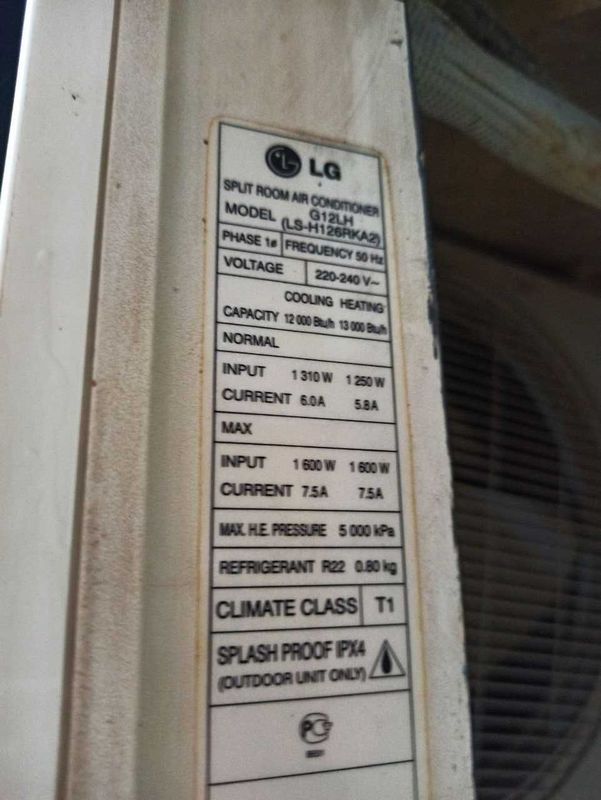 LG
SPLIT ROOM AIR CONDITIONER
MODEL G12LH
(LS-H126RKA2)
PHASE 1ø FREQUENCY 50 Hz
VOLTAGE 220-240 V~
COOLING HEATING
CAPACITY 12 000 Btu/h 13 000 Btu/h
NORMAL
INPUT 1 310 W 1 250 W
CURRENT 6.0A 5.8A
MAX
INPUT 1 600 W 1 600 W
CURRENT 7.5A 7.5A
MAX. H.E. PRESSURE 5 000 kPa
REFRIGERANT R22 0.80 kg
CLIMATE CLASS T1
SPLASH PROOF IPX4
(OUTDOOR UNIT ONLY)